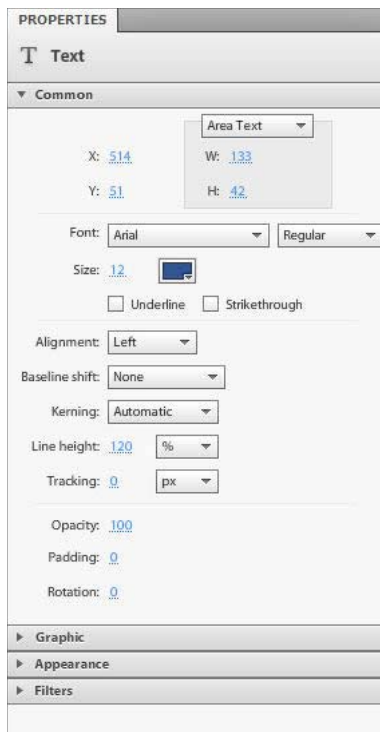 PROPERTIES
T Text
Common
Area Text
X: 514 W: 133
Y: 51 H: 42
Font: Arial Regular
Size: 12
Underline Strikethrough
Alignment: Left
Baseline shift: None
Kerning: Automatic
Line height: 120 %
Tracking: 0 px
Opacity: 100
Padding: 0
Rotation: 0
Graphic
Appearance
Filters